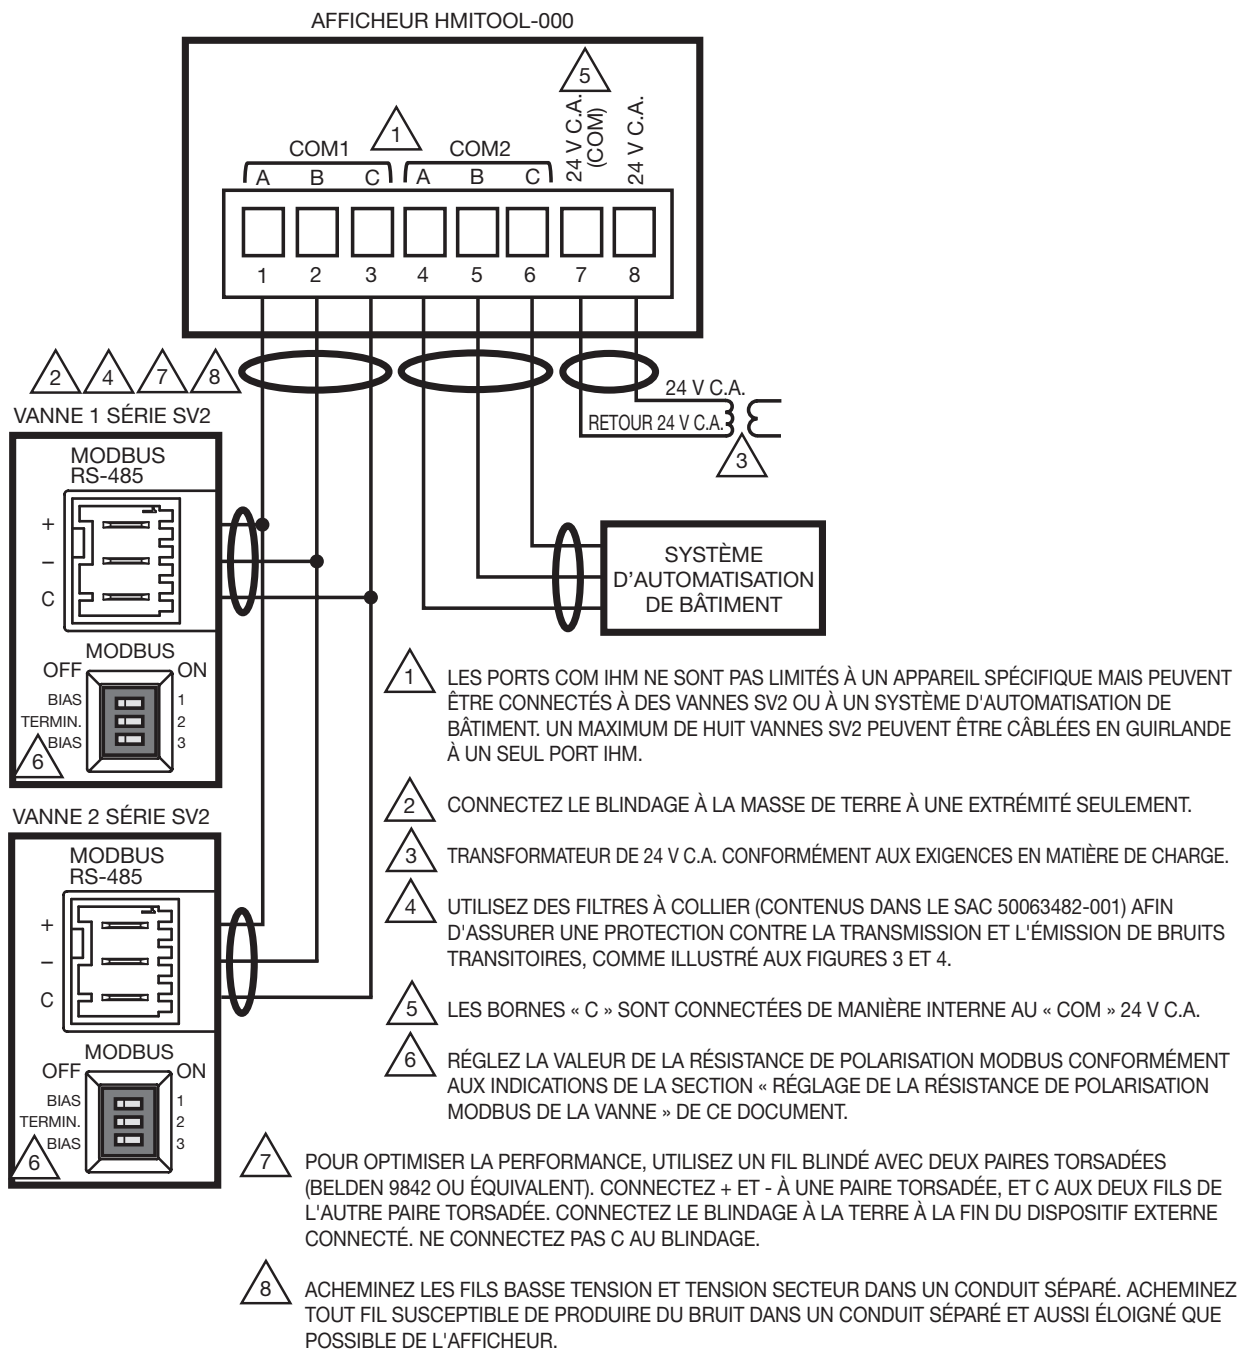 AFFICHEUR HMITOOL-000
5
24 V C.A.
(COM)
24 V C.A.
1
COM1
COM2
A B C A B C
1 2 3 4 5 6 7 8
2 4 7 8
24 V C.A.
RETOUR 24 V C.A.
3
VANNE 1 SÉRIE SV2
MODBUS
RS-485
+
–
C
MODBUS
OFF ON
BIAS 1
TERMIN. 2
BIAS 3
6
SYSTÈME
D'AUTOMATISATION
DE BÂTIMENT
VANNE 2 SÉRIE SV2
MODBUS
RS-485
+
–
C
MODBUS
OFF ON
BIAS 1
TERMIN. 2
BIAS 3
6
1 LES PORTS COM IHM NE SONT PAS LIMITÉS À UN APPAREIL SPÉCIFIQUE MAIS PEUVENT
ÊTRE CONNECTÉS À DES VANNES SV2 OU À UN SYSTÈME D'AUTOMATISATION DE
BÂTIMENT. UN MAXIMUM DE HUIT VANNES SV2 PEUVENT ÊTRE CÂBLÉES EN GUIRLANDE
À UN SEUL PORT IHM.
2 CONNECTEZ LE BLINDAGE À LA MASSE DE TERRE À UNE EXTRÉMITÉ SEULEMENT.
3 TRANSFORMATEUR DE 24 V C.A. CONFORMÉMENT AUX EXIGENCES EN MATIÈRE DE CHARGE.
4 UTILISEZ DES FILTRES À COLLIER (CONTENUS DANS LE SAC 50063482-001) AFIN
D'ASSURER UNE PROTECTION CONTRE LA TRANSMISSION ET L'ÉMISSION DE BRUITS
TRANSITOIRES, COMME ILLUSTRÉ AUX FIGURES 3 ET 4.
5 LES BORNES « C » SONT CONNECTÉES DE MANIÈRE INTERNE AU « COM » 24 V C.A.
6 RÉGLEZ LA VALEUR DE LA RÉSISTANCE DE POLARISATION MODBUS CONFORMÉMENT
AUX INDICATIONS DE LA SECTION « RÉGLAGE DE LA RÉSISTANCE DE POLARISATION
MODBUS DE LA VANNE » DE CE DOCUMENT.
7 POUR OPTIMISER LA PERFORMANCE, UTILISEZ UN FIL BLINDÉ AVEC DEUX PAIRES TORSADÉES
(BELDEN 9842 OU ÉQUIVALENT). CONNECTEZ + ET - À UNE PAIRE TORSADÉE, ET C AUX DEUX FILS DE
L'AUTRE PAIRE TORSADÉE. CONNECTEZ LE BLINDAGE À LA TERRE À LA FIN DU DISPOSITIF EXTERNE
CONNECTÉ. NE CONNECTEZ PAS C AU BLINDAGE.
8 ACHEMINEZ LES FILS BASSE TENSION ET TENSION SECTEUR DANS UN CONDUIT SÉPARÉ. ACHEMINEZ
TOUT FIL SUSCEPTIBLE DE PRODUIRE DU BRUIT DANS UN CONDUIT SÉPARÉ ET AUSSI ÉLOIGNÉ QUE
POSSIBLE DE L'AFFICHEUR.